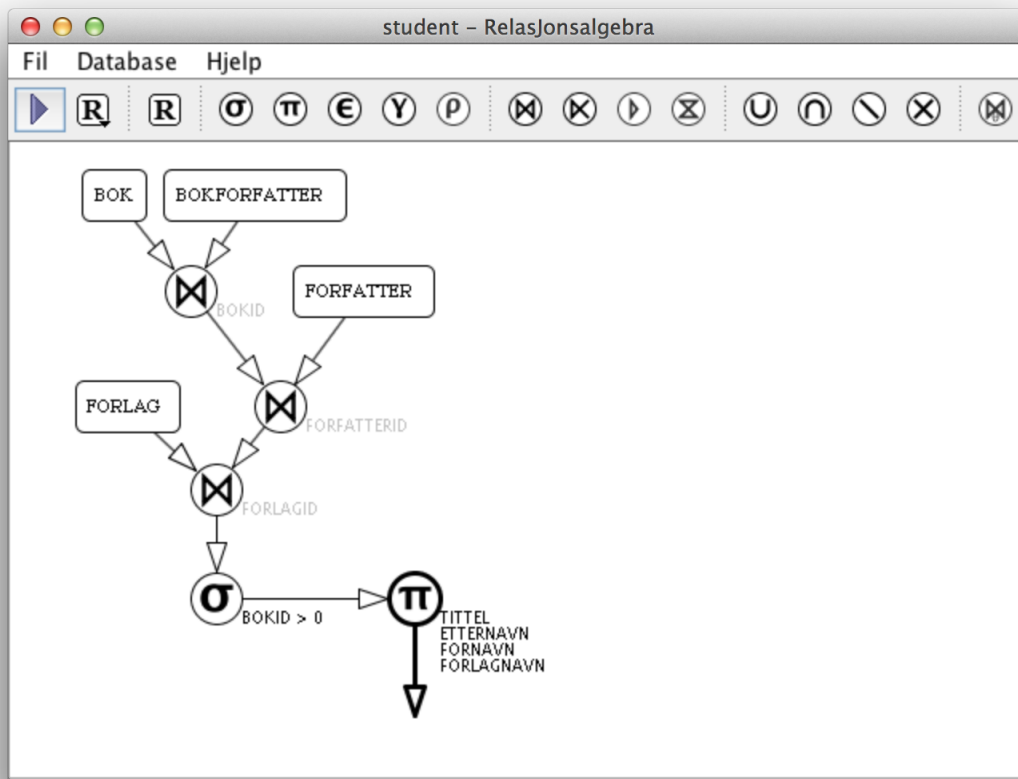 student – RelasJonsalgebra
Fil Database Hjelp
R R σ π ϵ γ ρ ⋈ ⋉ ▷ ∪ ∩ \ ×
BOK BOKFORFATTER
⋈ BOKID
FORFATTER
FORLAG
⋈ FORFATTERID
⋈ FORLAGID
σ BOKID > 0
π TITTEL
ETTERNAVN
FORNAVN
FORLAGNAVN